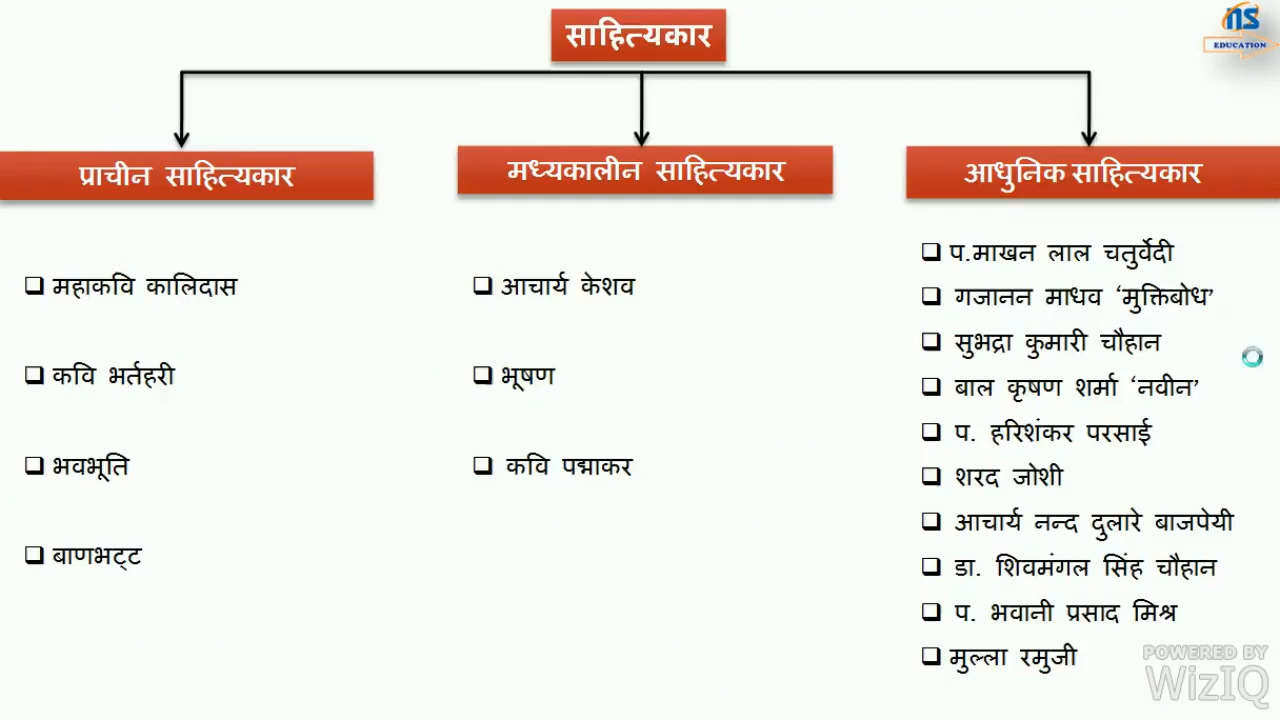 साहित्यकार
ns
EDUCATION
प्राचीन साहित्यकार
मध्यकालीन साहित्यकार
आधुनिक साहित्यकार
महाकवि कालिदास
कवि भर्तहरी
भवभूति
बाणभट्ट
आचार्य केशव
भूषण
कवि पद्माकर
प.माखन लाल चतुर्वेदी
गजानन माधव ‘मुक्तिबोध’
सुभद्रा कुमारी चौहान
बाल कृषण शर्मा ‘नवीन’
प. हरिशंकर परसाई
शरद जोशी
आचार्य नन्द दुलारे बाजपेयी
डा. शिवमंगल सिंह चौहान
प. भवानी प्रसाद मिश्र
मुल्ला रमुजी
POWERED BY
WizIQ